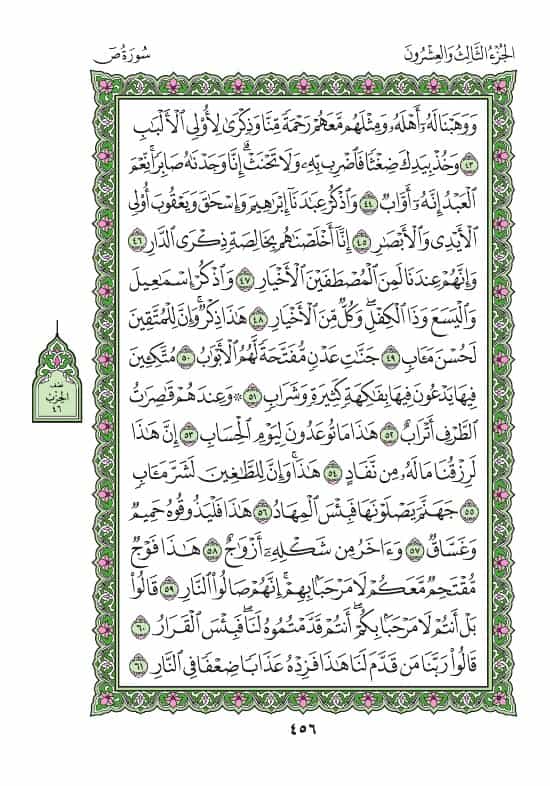 الجُزْءُ الثَّالِثُ وَالعِشْرُونَ
سُورَةُ صٓ
وَوَهَبۡنَا لَهُۥٓ أَهۡلَهُۥ وَمِثۡلَهُم مَّعَهُمۡ رَحۡمَةٗ مِّنَّا وَذِكۡرَىٰ لِأُوْلِي ٱلۡأَلۡبَٰبِ
٤٣ وَخُذۡ بِيَدِكَ ضِغۡثٗا فَٱضۡرِب بِّهِۦ وَلَا تَحۡنَثۡۗ إِنَّا وَجَدۡنَٰهُ صَابِرٗاۚ نِّعۡمَ
ٱلۡعَبۡدُ إِنَّهُۥٓ أَوَّابٞ ٤٤ وَٱذۡكُرۡ عِبَٰدَنَآ إِبۡرَٰهِيمَ وَإِسۡحَٰقَ وَيَعۡقُوبَ أُوْلِي
ٱلۡأَيۡدِي وَٱلۡأَبۡصَٰرِ ٤٥ إِنَّآ أَخۡلَصۡنَٰهُم بِخَالِصَةٖ ذِكۡرَى ٱلدَّارِ ٤٦
وَإِنَّهُمۡ عِندَنَا لَمِنَ ٱلۡمُصۡطَفَيۡنَ ٱلۡأَخۡيَارِ ٤٧ وَٱذۡكُرۡ إِسۡمَٰعِيلَ
وَٱلۡيَسَعَ وَذَا ٱلۡكِفۡلِۖ وَكُلّٞ مِّنَ ٱلۡأَخۡيَارِ ٤٨ هَٰذَا ذِكۡرٞۚ وَإِنَّ لِلۡمُتَّقِينَ
لَحُسۡنَ مَـَٔابٖ ٤٩ جَنَّٰتِ عَدۡنٖ مُّفَتَّحَةٗ لَّهُمُ ٱلۡأَبۡوَٰبُ ٥٠ مُتَّكِـِٔينَ
فِيهَا يَدۡعُونَ فِيهَا بِفَٰكِهَةٖ كَثِيرَةٖ وَشَرَابٖ ٥١ ۞ وَعِندَهُمۡ قَٰصِرَٰتُ
ٱلطَّرۡفِ أَتۡرَابٌ ٥٢ هَٰذَا مَا تُوعَدُونَ لِيَوۡمِ ٱلۡحِسَابِ ٥٣ إِنَّ هَٰذَا
لَرِزۡقُنَا مَا لَهُۥ مِن نَّفَادٍ ٥٤ هَٰذَاۚ وَإِنَّ لِلطَّٰغِينَ لَشَرَّ مَـَٔابٖ
٥٥ جَهَنَّمَ يَصۡلَوۡنَهَا فَبِئۡسَ ٱلۡمِهَادُ ٥٦ هَٰذَا فَلۡيَذُوقُوهُ حَمِيمٞ
وَغَسَّاقٞ ٥٧ وَءَاخَرُ مِن شَكۡلِهِۦٓ أَزۡوَٰجٌ ٥٨ هَٰذَا فَوۡجٞ
مُّقۡتَحِمٞ مَّعَكُمۡ لَا مَرۡحَبَۢا بِهِمۡۚ إِنَّهُمۡ صَالُواْ ٱلنَّارِ ٥٩ قَالُواْ
بَلۡ أَنتُمۡ لَا مَرۡحَبَۢا بِكُمۡۖ أَنتُمۡ قَدَّمۡتُمُوهُ لَنَاۖ فَبِئۡسَ ٱلۡقَرَارُ ٦٠
قَالُواْ رَبَّنَا مَن قَدَّمَ لَنَا هَٰذَا فَزِدۡهُ عَذَابٗا ضِعۡفٗا فِي ٱلنَّارِ ٦١
نصف
الحزب
٤٦
٤٥٦